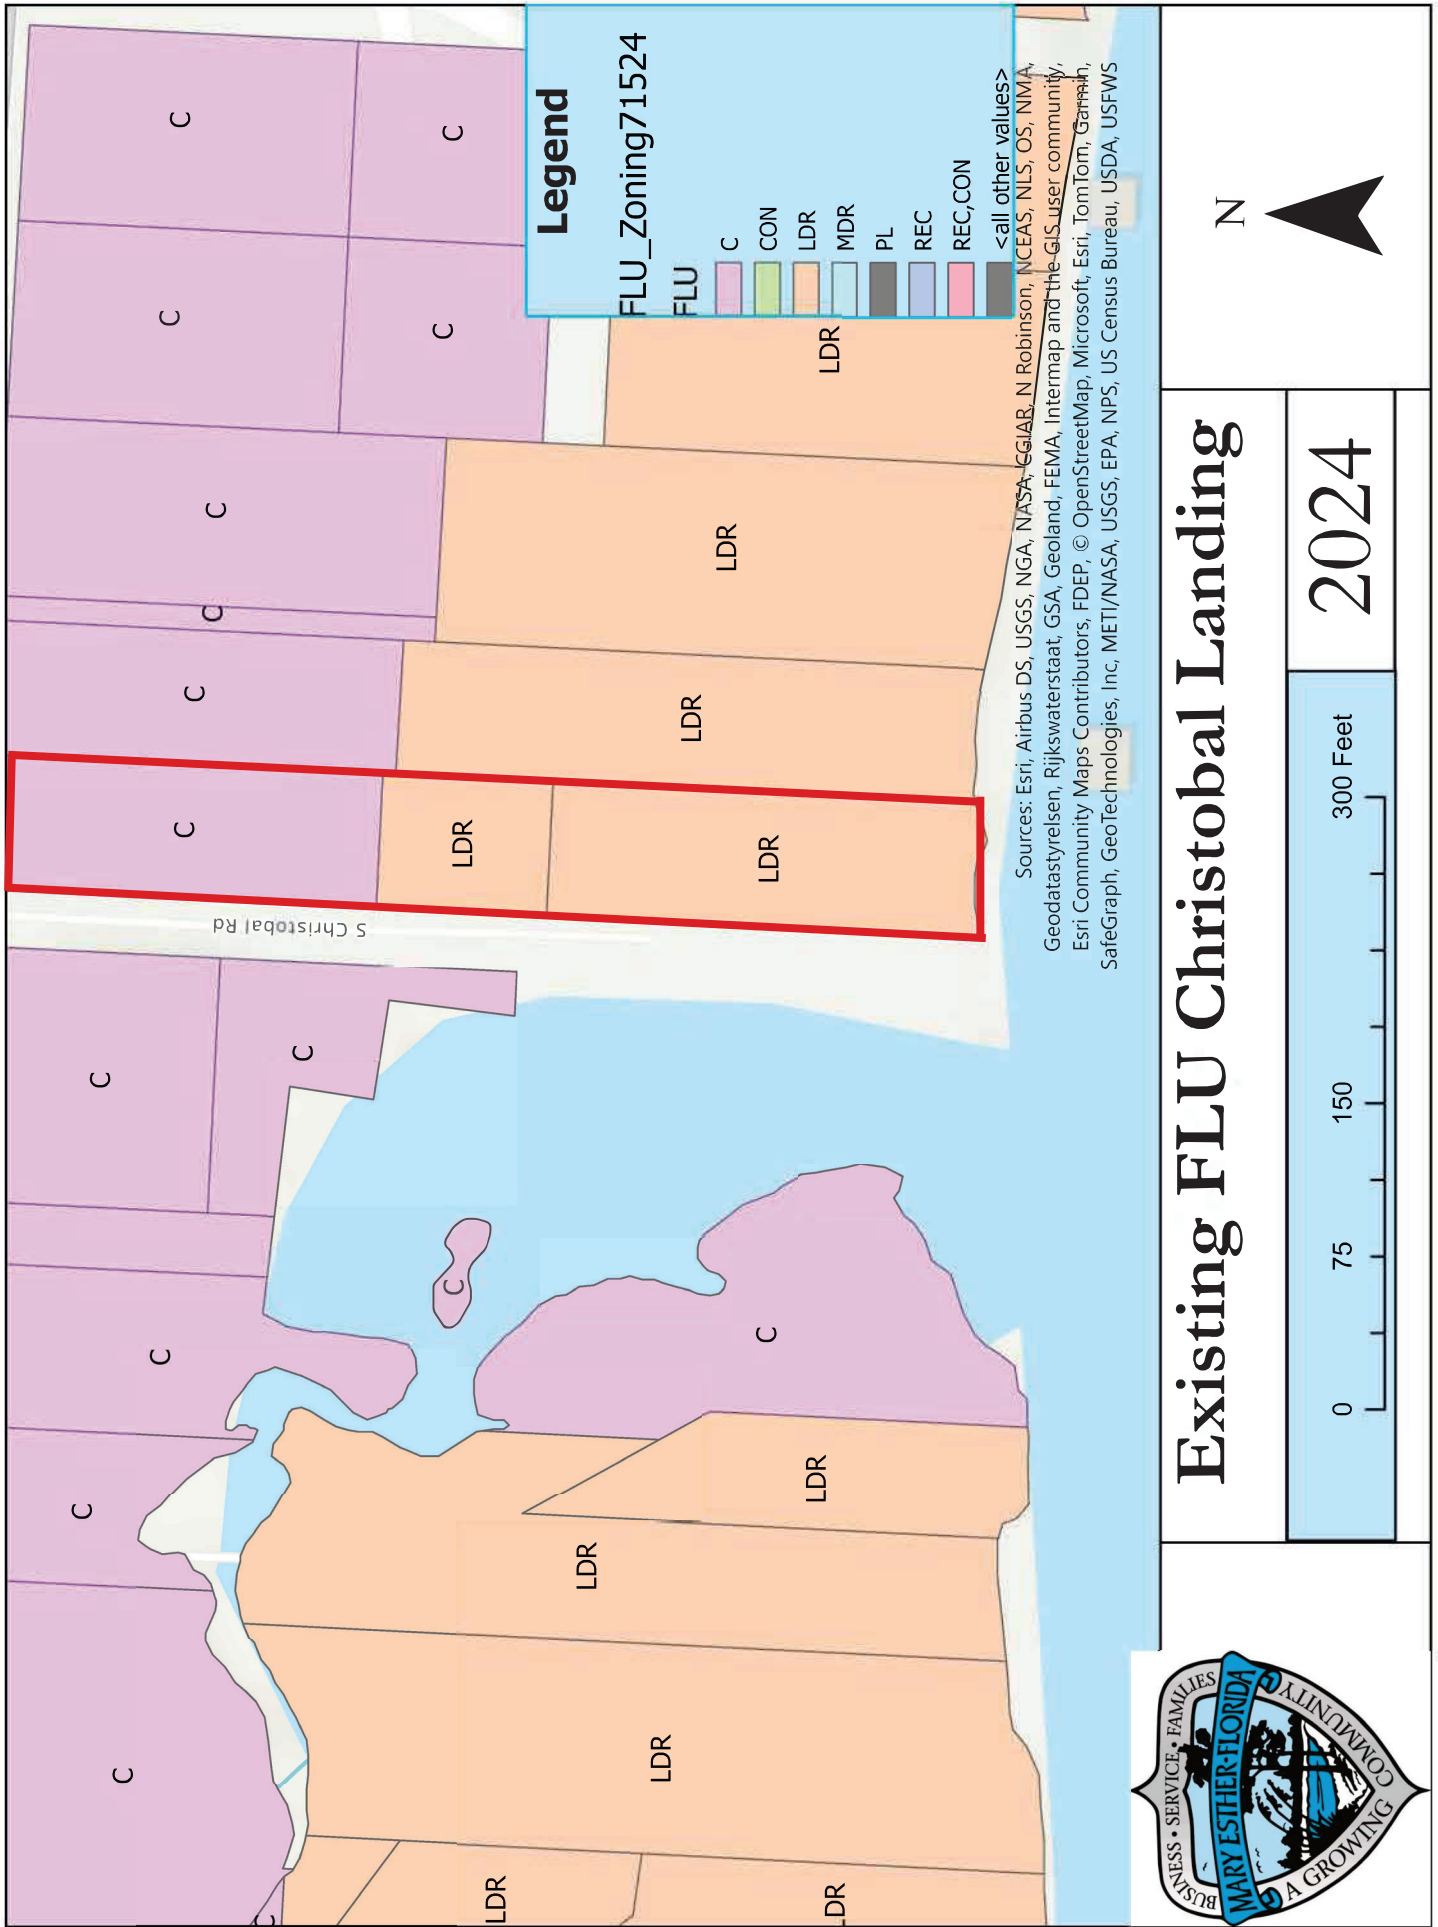 C
C
C
C
C
C
C
C
LDR
LDR
LDR
LDR
LDR
S Christobal Rd
C
C
C
C
C
C
C
C
LDR
LDR
LDR
LDR
LDR
Legend
FLU_Zoning71524
FLU
C
CON
LDR
MDR
PL
REC
REC,CON
<all other values>
Sources: Esri, Airbus DS, USGS, NGA, NASA, CGIAR, N Robinson, NCEAS, NLS, OS, NMA,
Geodatastyrelsen, Rijkswaterstaat, GSA, Geoland, FEMA, Intermap and the GIS user community,
Esri Community Maps Contributors, FDEP, © OpenStreetMap, Microsoft, Esri, TomTom, Garmin,
SafeGraph, GeoTechnologies, Inc, METI/NASA, USGS, EPA, NPS, US Census Bureau, USDA, USFWS
BUSINESS • SERVICE • FAMILIES
MARY ESTHER-FLORIDA
A GROWING COMMUNITY
Existing FLU Christobal Landing
0 75 150 300 Feet
2024
N